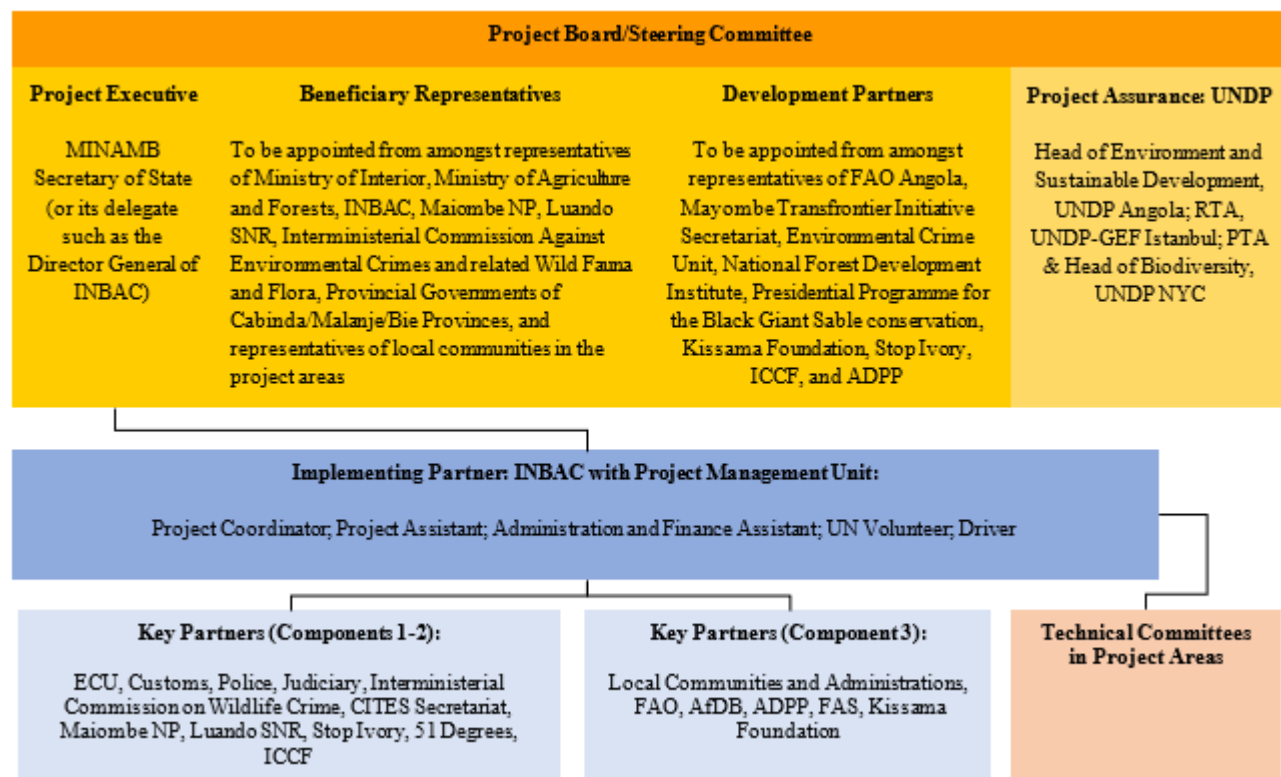 Project Board/Steering Committee
Project Executive
MINAMB
Secretary of State
(or its delegate
such as the
Director General of
INBAC)
Beneficiary Representatives
To be appointed from amongst representatives
of Ministry of Interior, Ministry of Agriculture
and Forests, INBAC, Maiombe NP, Luando
SNR, Interministerial Commission Against
Environmental Crimes and related Wild Fauna
and Flora, Provincial Governments of
Cabinda/Malanje/Bie Provinces, and
representatives of local communities in the
project areas
Development Partners
To be appointed from amongst
representatives of FAO Angola,
Mayombe Transfrontier Initiative
Secretariat, Environmental Crime
Unit, National Forest Development
Institute, Presidential Programme for
the Black Giant Sable conservation,
Kissama Foundation, Stop Ivory,
ICCF, and ADPP
Project Assurance: UNDP
Head of Environment and
Sustainable Development,
UNDP Angola; RTA,
UNDP-GEF Istanbul; PTA
& Head of Biodiversity,
UNDP NYC
Implementing Partner: INBAC with Project Management Unit:
Project Coordinator; Project Assistant; Administration and Finance Assistant; UN Volunteer; Driver
Key Partners (Components 1-2):
ECU, Customs, Police, Judiciary, Interministerial
Commission on Wildlife Crime, CITES Secretariat,
Maiombe NP, Luando SNR, Stop Ivory, 51 Degrees,
ICCF
Key Partners (Component 3):
Local Communities and Administrations,
FAO, AfDB, ADPP, FAS, Kissama
Foundation
Technical Committees
in Project Areas